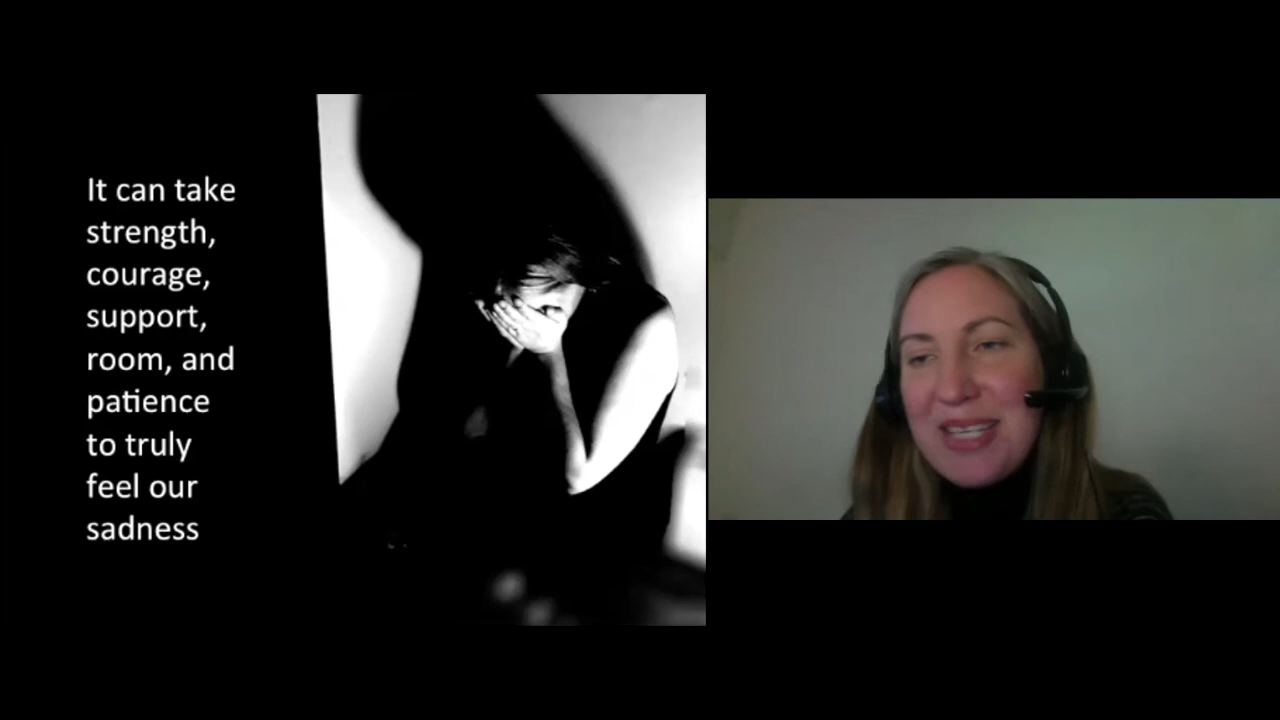 It can take
strength,
courage,
support,
room, and
patience
to truly
feel our
sadness